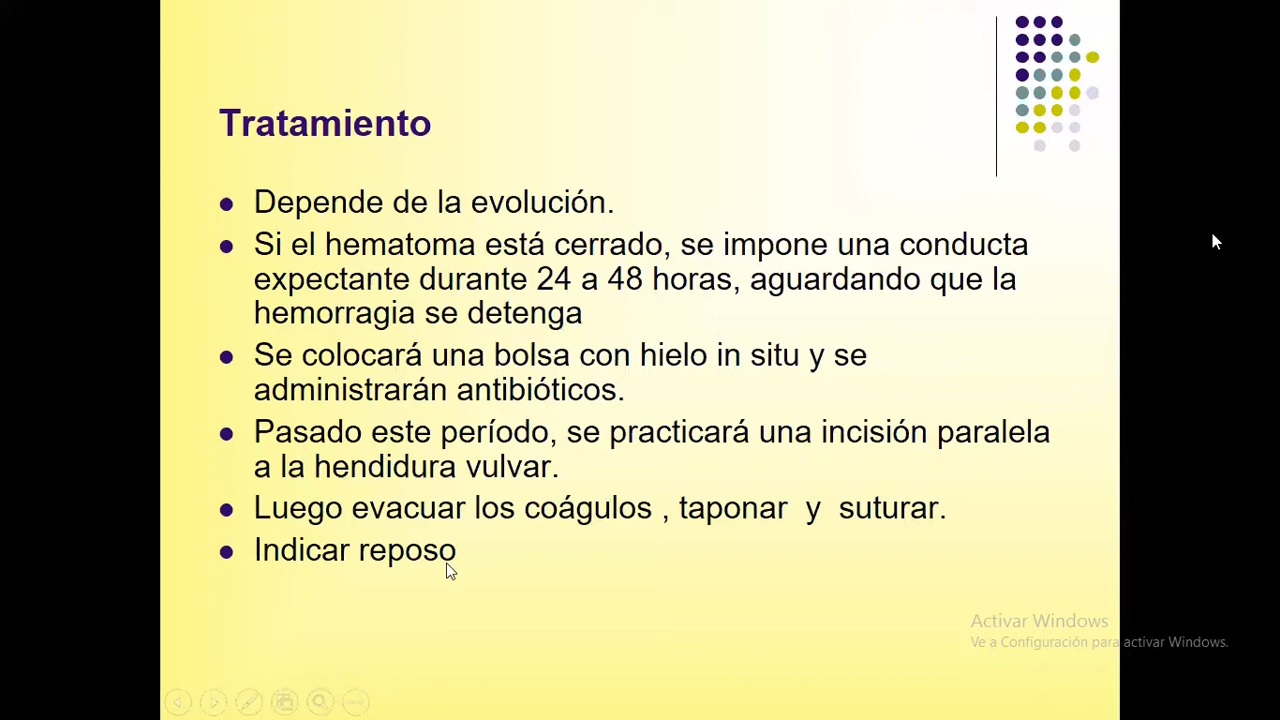 Tratamiento
Depende de la evolución.
Si el hematoma está cerrado, se impone una conducta
expectante durante 24 a 48 horas, aguardando que la
hemorragia se detenga
Se colocará una bolsa con hielo in situ y se
administrarán antibióticos.
Pasado este período, se practicará una incisión paralela
a la hendidura vulvar.
Luego evacuar los coágulos , taponar  y  suturar.
Indicar reposo
Activar Windows
Ve a Configuración para activar Windows.